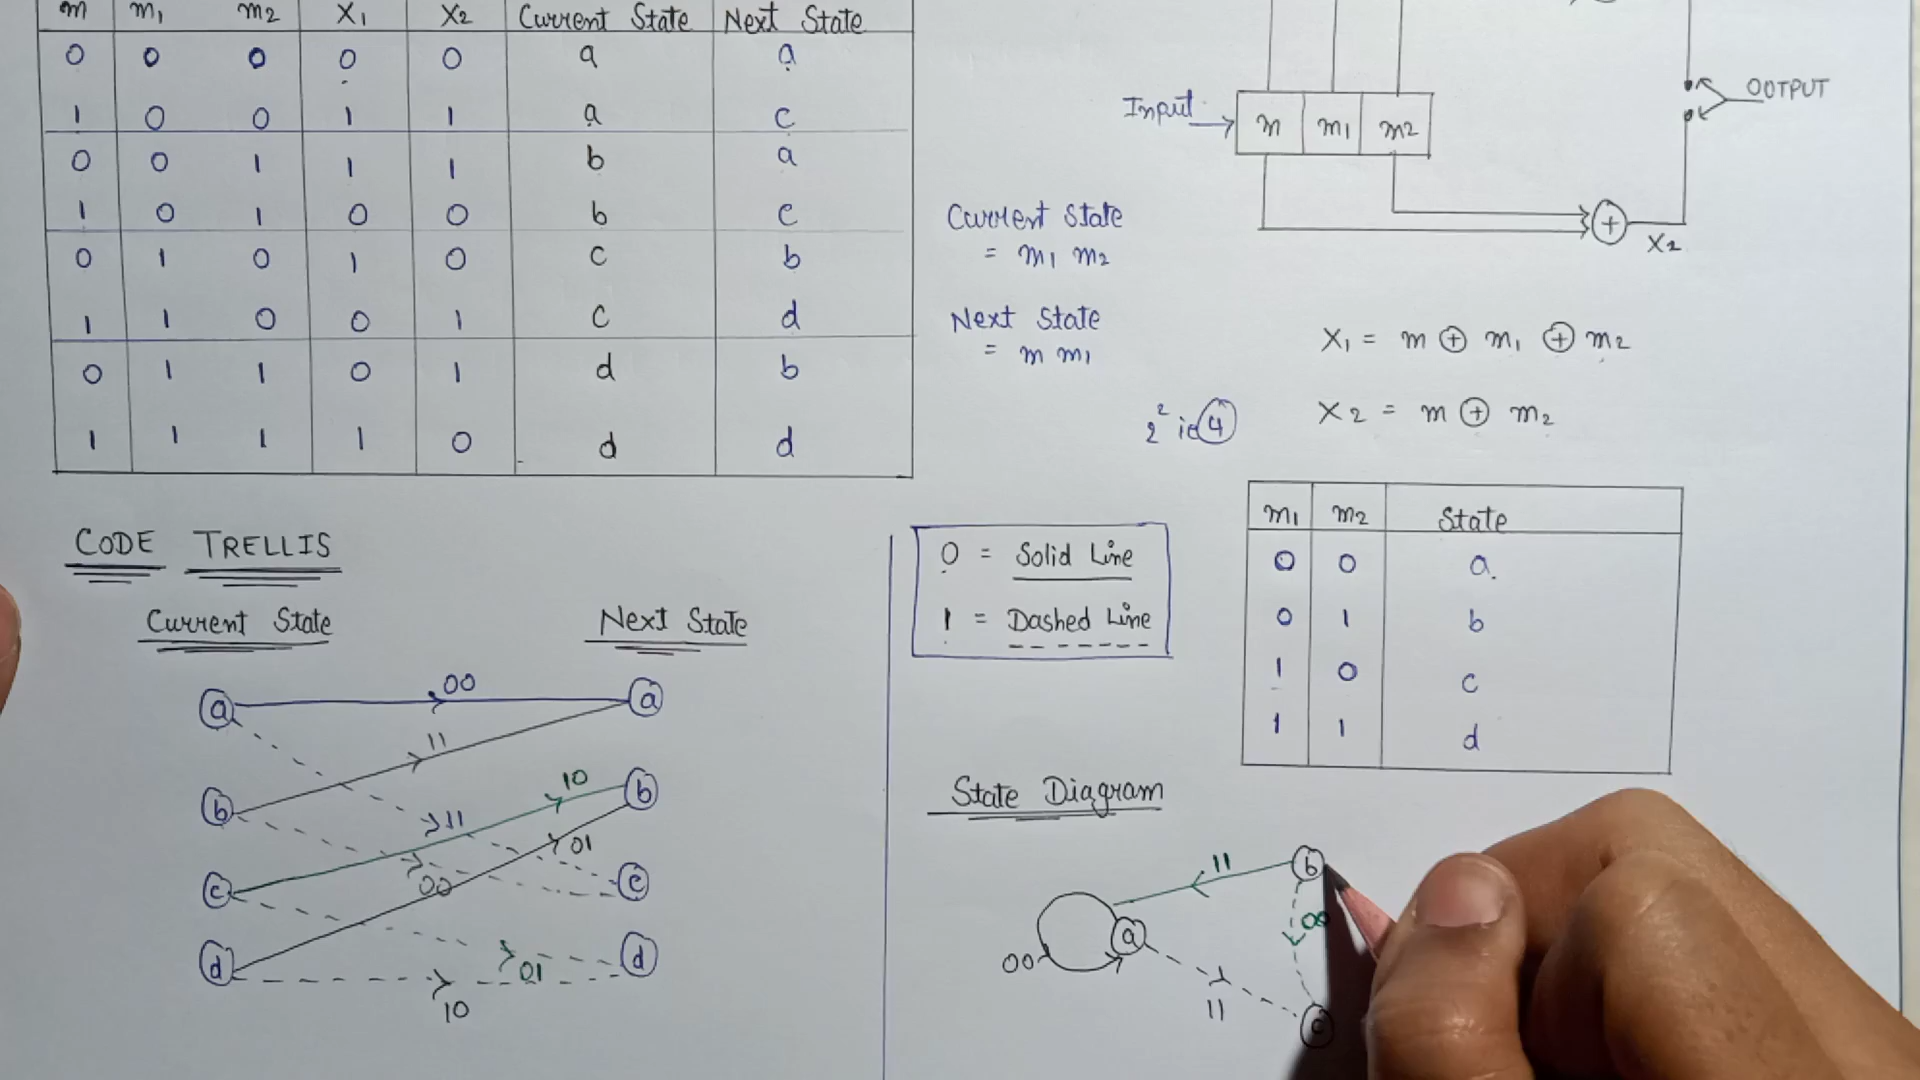 m m1 m2 X1 X2 Current State Next State
0 0 0 0 0 a a
1 0 0 1 1 a c
0 0 1 1 1 b a
1 0 1 0 0 b c
0 1 0 1 0 c b
1 1 0 0 1 c d
0 1 1 0 1 d b
1 1 1 1 0 d d
OUTPUT
Input m m1 m2
+ X2
Current State
= m1 m2
Next State
= m m1
X1 = m ⊕ m1 ⊕ m2
X2 = m ⊕ m2
2² ie 4
CODE TRELLIS
Current State Next State
a 00 a
11
b 10 b
11
01
c 00 c
d 01 d
10
0 = Solid Line
1 = Dashed Line
m1 m2 State
0 0 a.
0 1 b
1 0 c
1 1 d
State Diagram
11 b
00
a
00
11
c